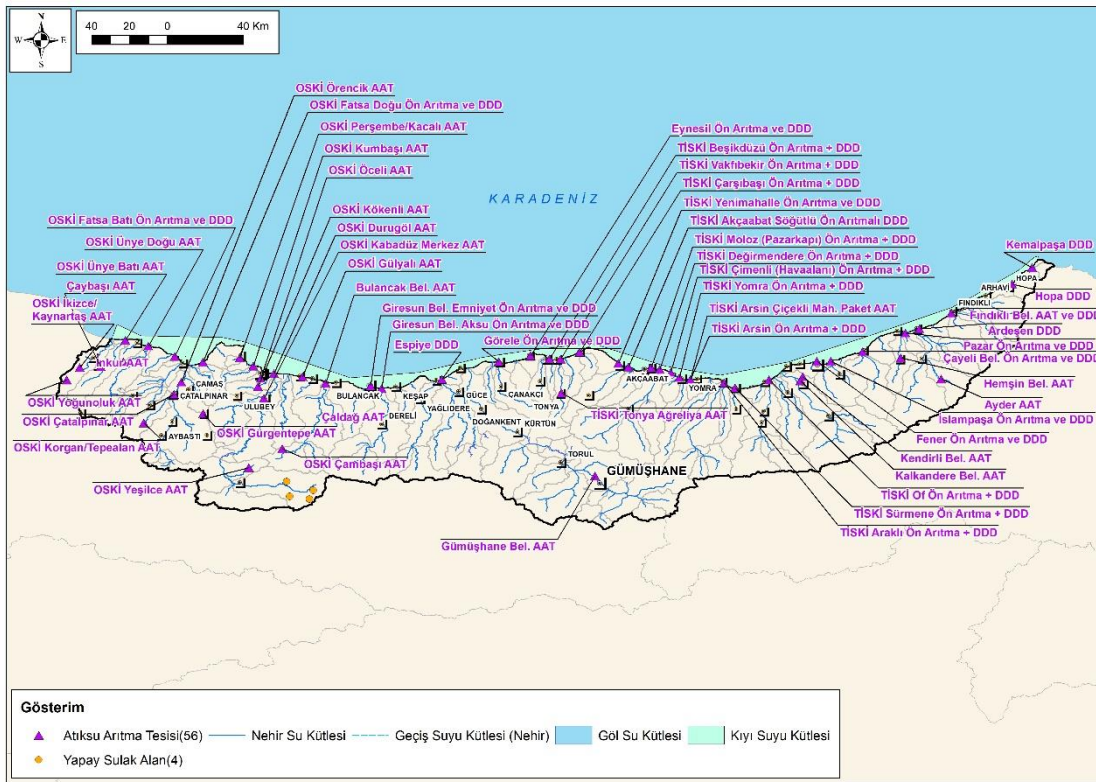 N
W E
S
40 20 0 40 Km
OSKİ Örencik AAT
OSKİ Fatsa Doğu Ön Arıtma ve DDD
OSKİ Perşembe/Kacalı AAT
OSKİ Kumbaşı AAT
OSKİ Öceli AAT
OSKİ Fatsa Batı Ön Arıtma ve DDD
OSKİ Kökenli AAT
OSKİ Ünye Doğu AAT
OSKİ Durugöl AAT
OSKİ Kabadüz Merkez AAT
OSKİ Ünye Batı AAT
OSKİ Gülyalı AAT
Çaybaşı AAT
Bulancak Bel. AAT
OSKİ İkizce/
Kaynartaş AAT
Giresun Bel. Emniyet Ön Arıtma ve DDD
Giresun Bel. Aksu Ön Arıtma ve DDD
Espiye DDD
Görele Ön Arıtma ve DDD
KARADENİZ
Eynesil Ön Arıtma ve DDD
TİSKİ Beşikdüzü Ön Arıtma + DDD
TİSKİ Vakfıbekir Ön Arıtma + DDD
TİSKİ Çarşıbaşı Ön Arıtma + DDD
TİSKİ Yenimahalle Ön Arıtma ve DDD
TİSKİ Akçaabat Söğütlü Ön Arıtmalı DDD
TİSKİ Moloz (Pazarkapı) Ön Arıtma + DDD
TİSKİ Değirmendere Ön Arıtma + DDD
TİSKİ Çimenli (Havaalanı) Ön Arıtma + DDD
TİSKİ Yomra Ön Arıtma + DDD
TİSKİ Arsin Çiçekli Mah. Paket AAT
TİSKİ Arsin Ön Arıtma + DDD
Kemalpaşa DDD
HOPA
ARHAVİ
Hopa DDD
FINDIKLI
Fındıklı Bel. AAT ve DDD
Ardeşen DDD
Pazar Ön Arıtma ve DDD
Çayeli Bel. Ön Arıtma ve DDD
Hemşin Bel. AAT
Ayder AAT
İslampaşa Ön Arıtma ve DDD
Fener Ön Arıtma ve DDD
Kendirli Bel. AAT
Kalkandere Bel. AAT
TİSKİ Of Ön Arıtma + DDD
TİSKİ Sürmene Ön Arıtma + DDD
TİSKİ Araklı Ön Arıtma + DDD
İnkur AAT
OSKİ Yoğunoluk AAT
OSKİ Çatalpınar AAT
OSKİ Korgan/Tepealan AAT
OSKİ Yeşilce AAT
ÇAMAŞ
ÇATALPINAR
ULUBEY
AYBASTI
OSKİ Gürgentepe AAT
OSKİ Çambaşı AAT
Çaldağ AAT
BULANCAK
KEŞAP
DERELİ
YAĞLIDERE
GÜCE
DOĞANKENT
ÇANAKCI
TONYA
KÜRTÜN
TORUL
AKÇAABAT
YOMRA
TİSKİ Tonya Ağreliya AAT
GÜMÜŞHANE
Gümüşhane Bel. AAT
Gösterim
Atıksu Arıtma Tesisi(56) Nehir Su Kütlesi Geçiş Suyu Kütlesi (Nehir) Göl Su Kütlesi Kıyı Suyu Kütlesi
Yapay Sulak Alan(4)